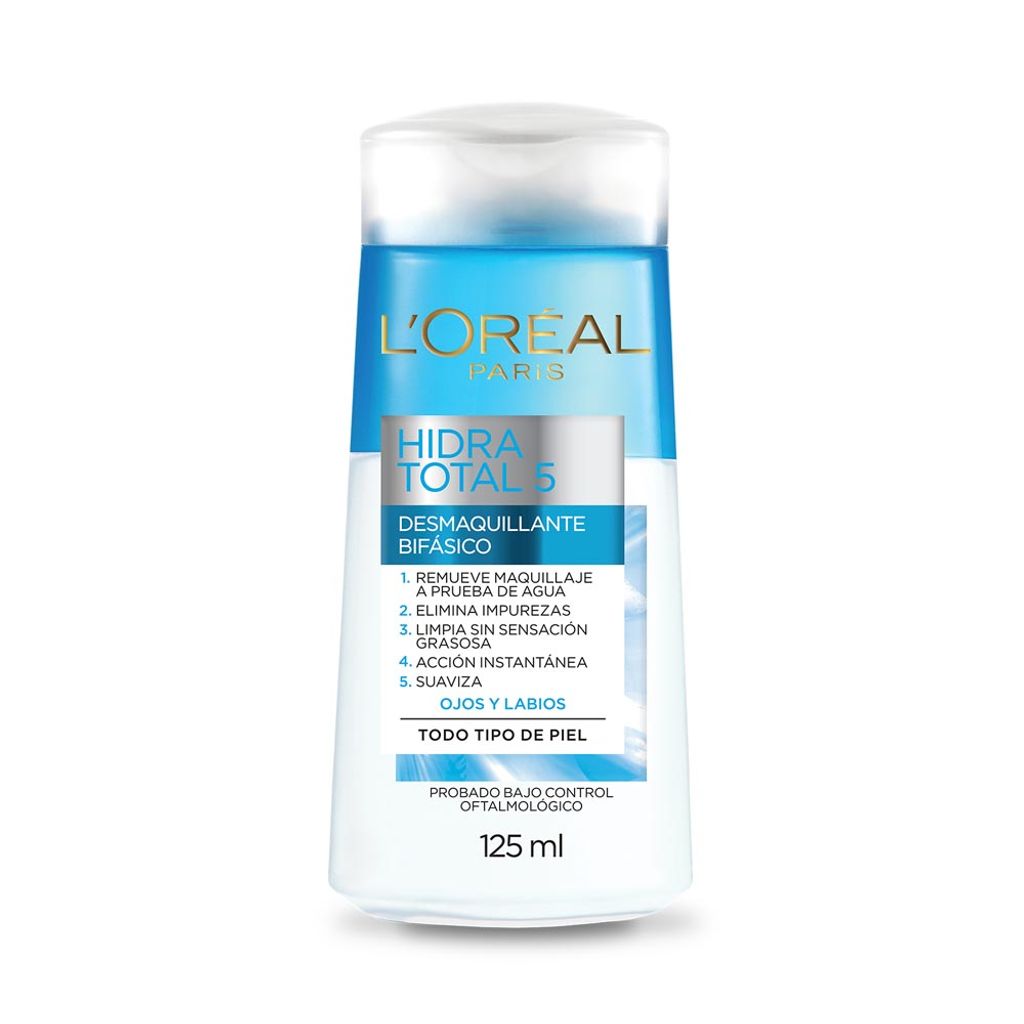 L'ORÉAL
PARIS
HIDRA
TOTAL 5
DESMAQUILLANTE
BIFÁSICO
1. REMUEVE MAQUILLAJE
A PRUEBA DE AGUA
2. ELIMINA IMPUREZAS
3. LIMPIA SIN SENSACIÓN
GRASOSA
4. ACCIÓN INSTANTÁNEA
5. SUAVIZA
OJOS Y LABIOS
TODO TIPO DE PIEL
PROBADO BAJO CONTROL
OFTALMOLÓGICO
125 ml